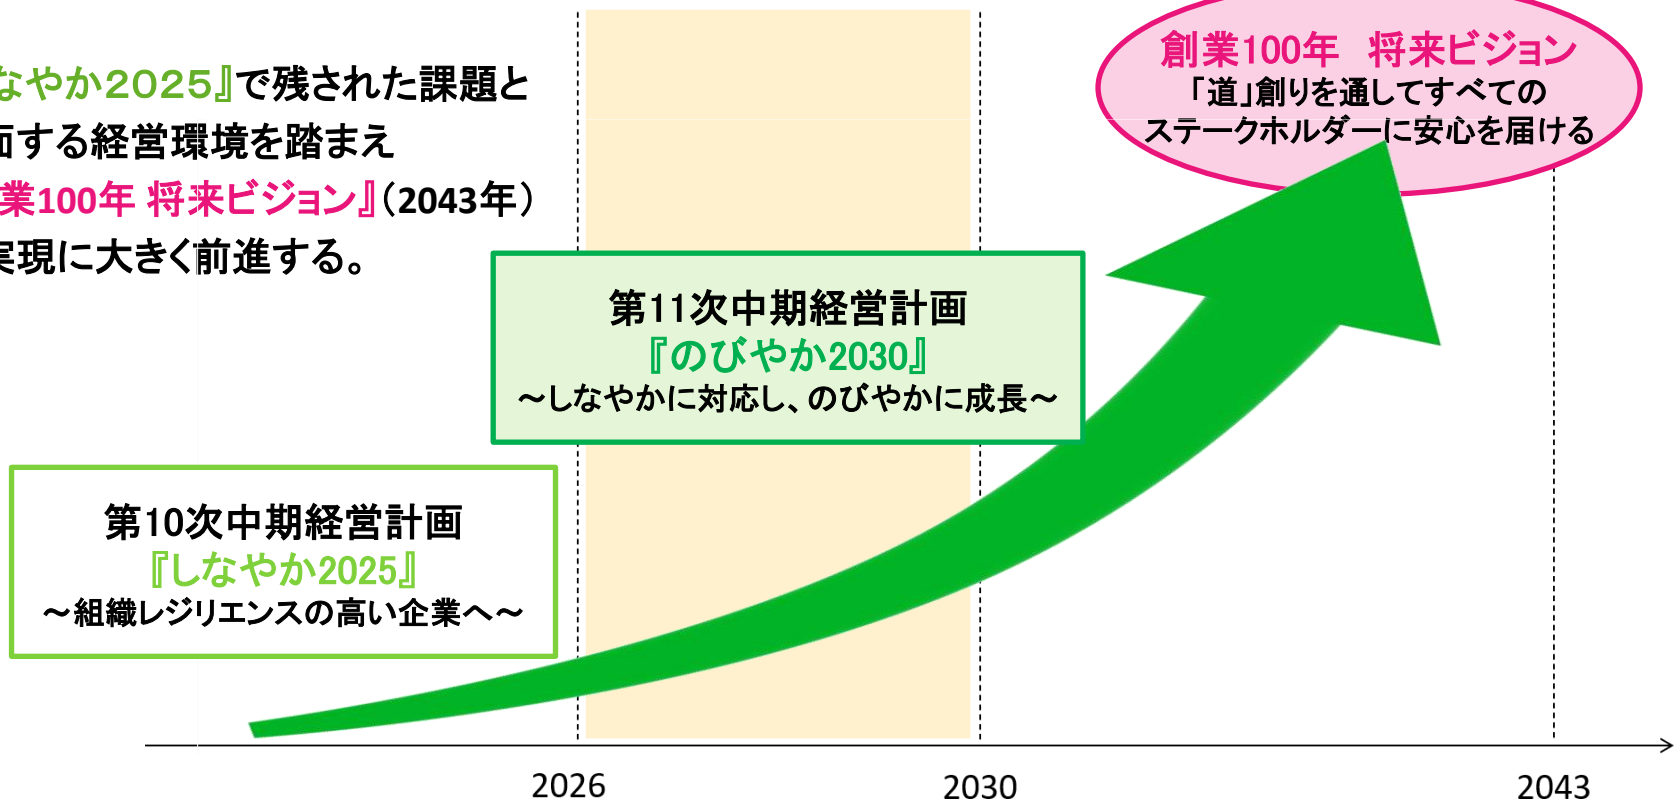 なやか２０２５』で残された課題と
面する経営環境を踏まえ
業100年 将来ビジョン』（2043年）
実現に大きく前進する。
創業100年　将来ビジョン
「道」創りを通してすべての
ステークホルダーに安心を届ける
第11次中期経営計画
『のびやか2030』
～しなやかに対応し、のびやかに成長～
第10次中期経営計画
『しなやか2025』
～組織レジリエンスの高い企業へ～
2026
2030
2043